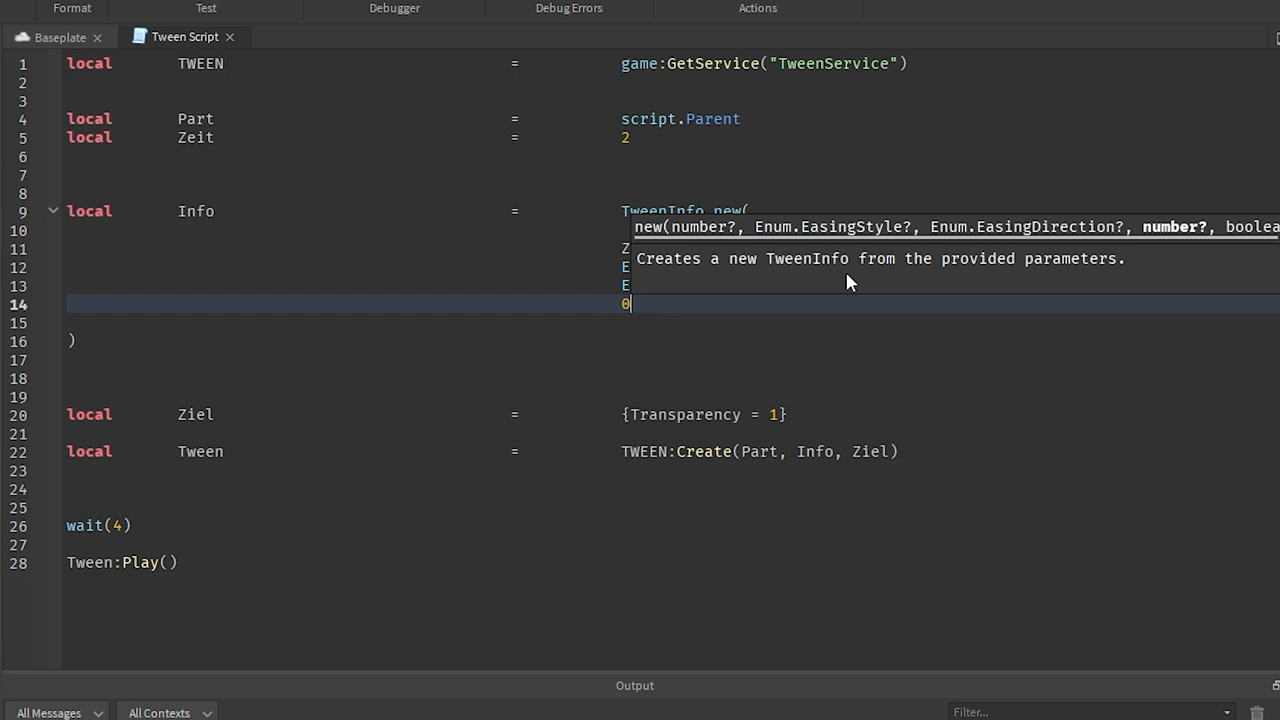 Format Test Debugger Debug Errors Actions
Baseplate Tween Script
1 local TWEEN = game:GetService("TweenService")
2
3
4 local Part = script.Parent
5 local Zeit = 2
6
7
8
9 local Info = TweenInfo.new(
new(number?, Enum.EasingStyle?, Enum.EasingDirection?, number?, boolea
10
11 Z
Creates a new TweenInfo from the provided parameters.
12 E
13 E
14 0
15
16 )
17
18
19
20 local Ziel = {Transparency = 1}
21
22 local Tween = TWEEN:Create(Part, Info, Ziel)
23
24
25
26 wait(4)
27
28 Tween:Play()
Output
All Messages All Contexts Filter...